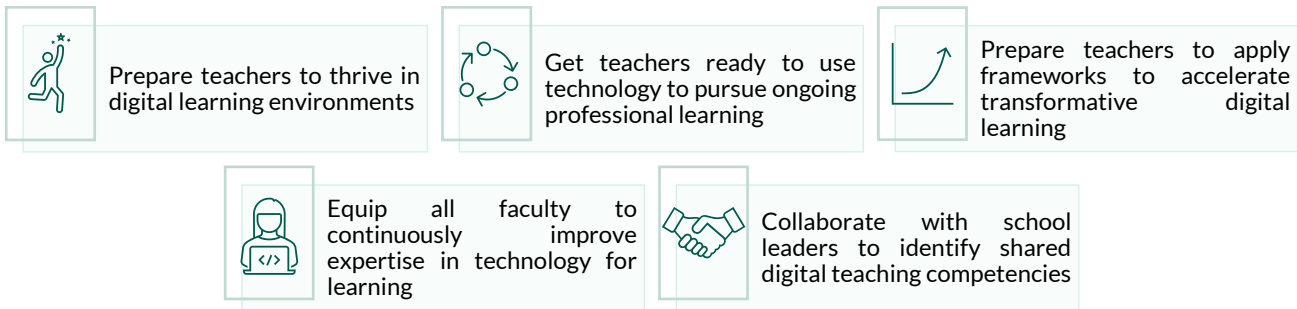 Prepare teachers to thrive in
digital learning environments
Get teachers ready to use
technology to pursue ongoing
professional learning
Prepare teachers to apply
frameworks to accelerate
transformative digital
learning
Equip all faculty to
continuously improve
expertise in technology for
learning
Collaborate with school
leaders to identify shared
digital teaching competencies